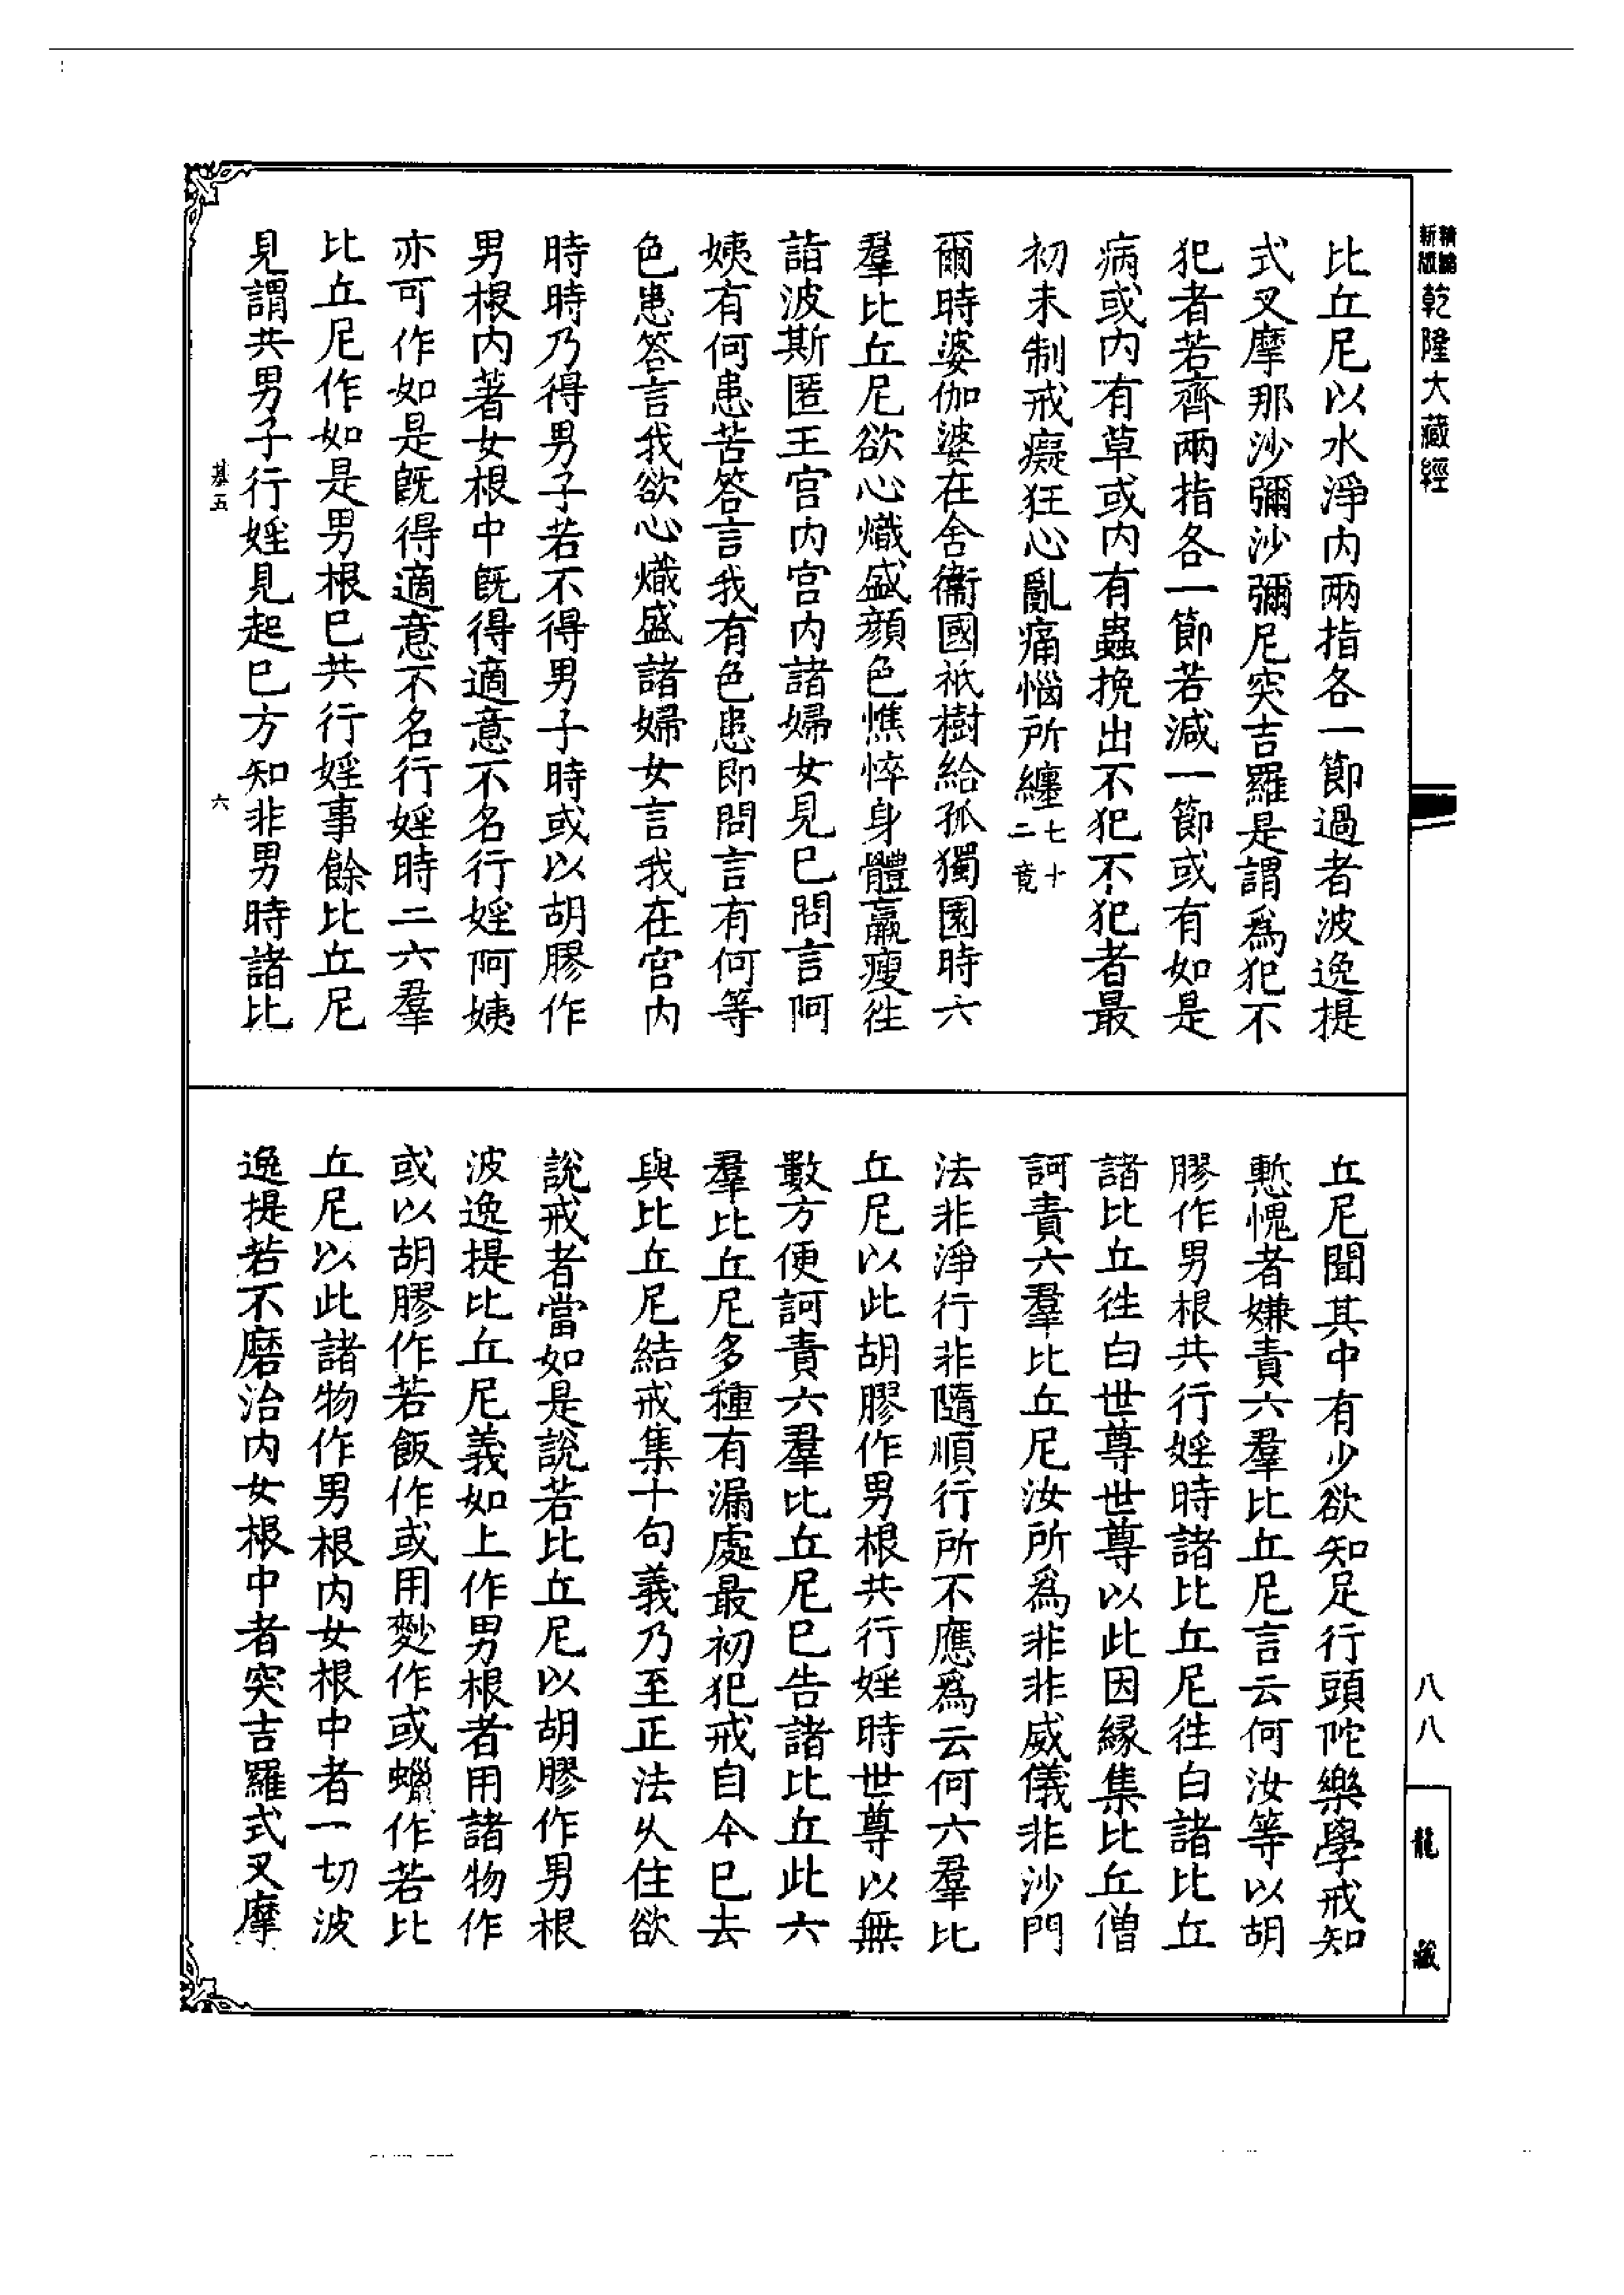 新版
精編
乾隆大藏經
比丘尼以水淨內兩指各一節過者波逸提
式叉摩那沙彌沙彌尼突吉羅是謂爲犯不
犯者若齊兩指各一節若減一節或有如是
病或內有草或內有蟲挽出不犯不犯者最
初未制戒癡狂心亂痛惱所纏七十二竟
爾時婆伽婆在舍衞國祇樹給孤獨園時六
羣比丘尼欲心熾盛顏色憔悴身體羸瘦徃
詣波斯匿王宮內宮內諸婦女見已問言阿
姨有何患苦答言我有色患即問言有何等
色患答言我欲心熾盛諸婦女言我在宮內
時時乃得男子若不得男子時或以胡膠作
男根內著女根中旣得適意不名行婬阿姨
亦可作如是旣得適意不名行婬時二六羣
比丘尼作如是男根已共行婬事餘比丘尼
見謂共男子行婬見起已方知非男時諸比
基五
六
丘尼聞其中有少欲知足行頭陀樂學戒知
慙愧者嫌責六羣比丘尼言云何汝等以胡
膠作男根共行婬時諸比丘尼徃白諸比丘
諸比丘徃白世尊世尊以此因緣集比丘僧
訶責六羣比丘尼汝所爲非非威儀非沙門
法非淨行非隨順行所不應爲云何六羣比
丘尼以此胡膠作男根共行婬時世尊以無
數方便訶責六羣比丘尼已告諸比丘此六
羣比丘尼多種有漏處最初犯戒自今已去
與比丘尼結戒集十句義乃至正法久住欲
說戒者當如是說若比丘尼以胡膠作男根
波逸提比丘尼義如上作男根者用諸物作
或以胡膠作若飯作或用麨作或蠟作若比
丘尼以此諸物作男根內女根中者一切波
逸提若不磨治內女根中者突吉羅式叉摩
八八
龍藏